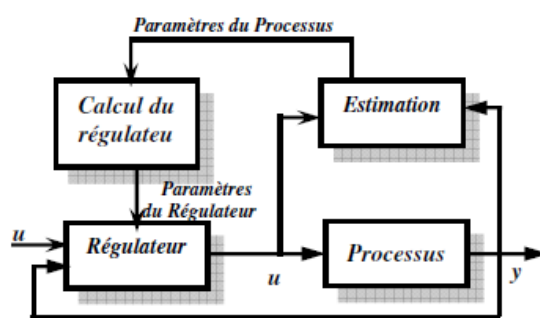 Paramètres du Processus
Calcul du
régulateu
Estimation
Paramètres
du Régulateur
u
Régulateur
u
Processus
y